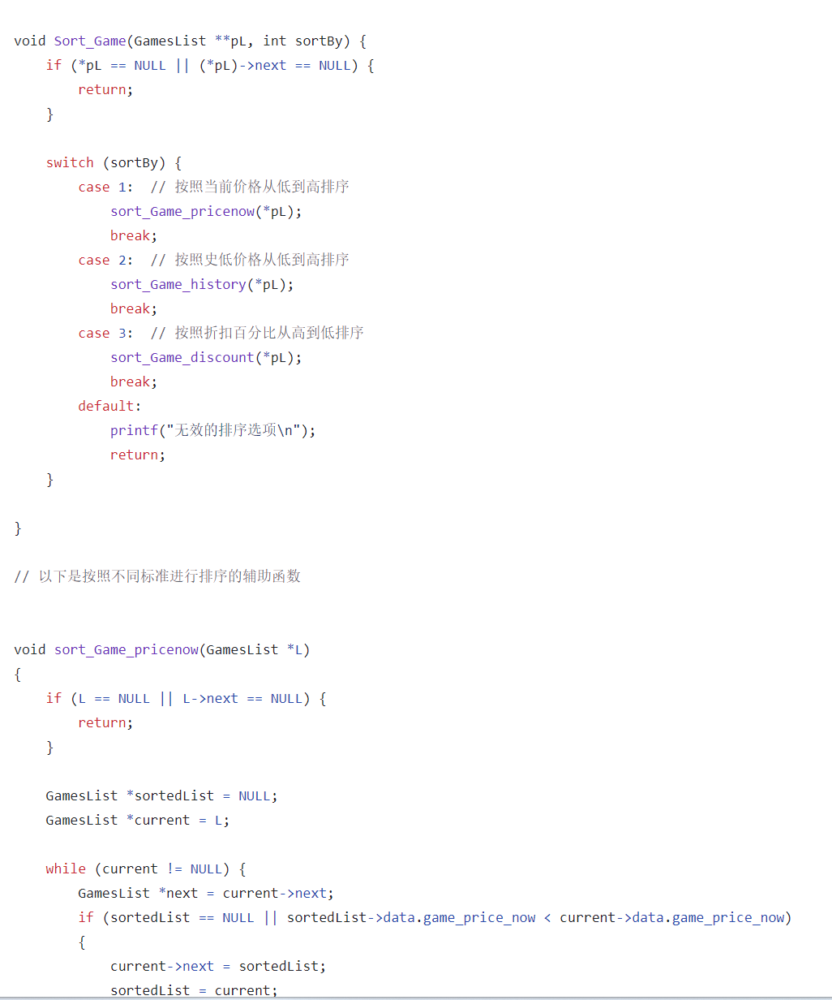 void Sort_Game(GamesList **pL, int sortBy) {
    if (*pL == NULL || (*pL)->next == NULL) {
        return;
    }
    switch (sortBy) {
        case 1:  // 按照当前价格从低到高排序
            sort_Game_pricenow(*pL);
            break;
        case 2:  // 按照史低价格从低到高排序
            sort_Game_history(*pL);
            break;
        case 3:  // 按照折扣百分比从高到低排序
            sort_Game_discount(*pL);
            break;
        default:
            printf("无效的排序选项\n");
            return;
    }
}
// 以下是按照不同标准进行排序的辅助函数
void sort_Game_pricenow(GamesList *L)
{
    if (L == NULL || L->next == NULL) {
        return;
    }
    GamesList *sortedList = NULL;
    GamesList *current = L;
    while (current != NULL) {
        GamesList *next = current->next;
        if (sortedList == NULL || sortedList->data.game_price_now < current->data.game_price_now)
        {
            current->next = sortedList;
            sortedList = current;